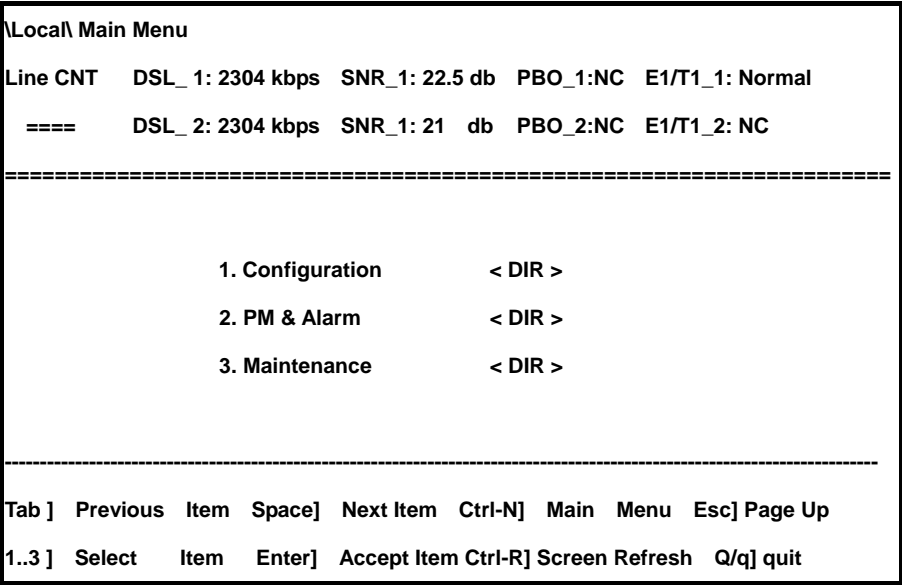 \Local\ Main Menu
Line CNT DSL_ 1: 2304 kbps SNR_1: 22.5 db PBO_1:NC E1/T1_1: Normal
==== DSL_ 2: 2304 kbps SNR_1: 21 db PBO_2:NC E1/T1_2: NC
=======================================================================
1. Configuration < DIR >
2. PM & Alarm < DIR >
3. Maintenance < DIR >
----------------------------------------------------------------------------------------------------------------------------
Tab ] Previous Item Space] Next Item Ctrl-N] Main Menu Esc] Page Up
1..3 ] Select Item Enter] Accept Item Ctrl-R] Screen Refresh Q/q] quit